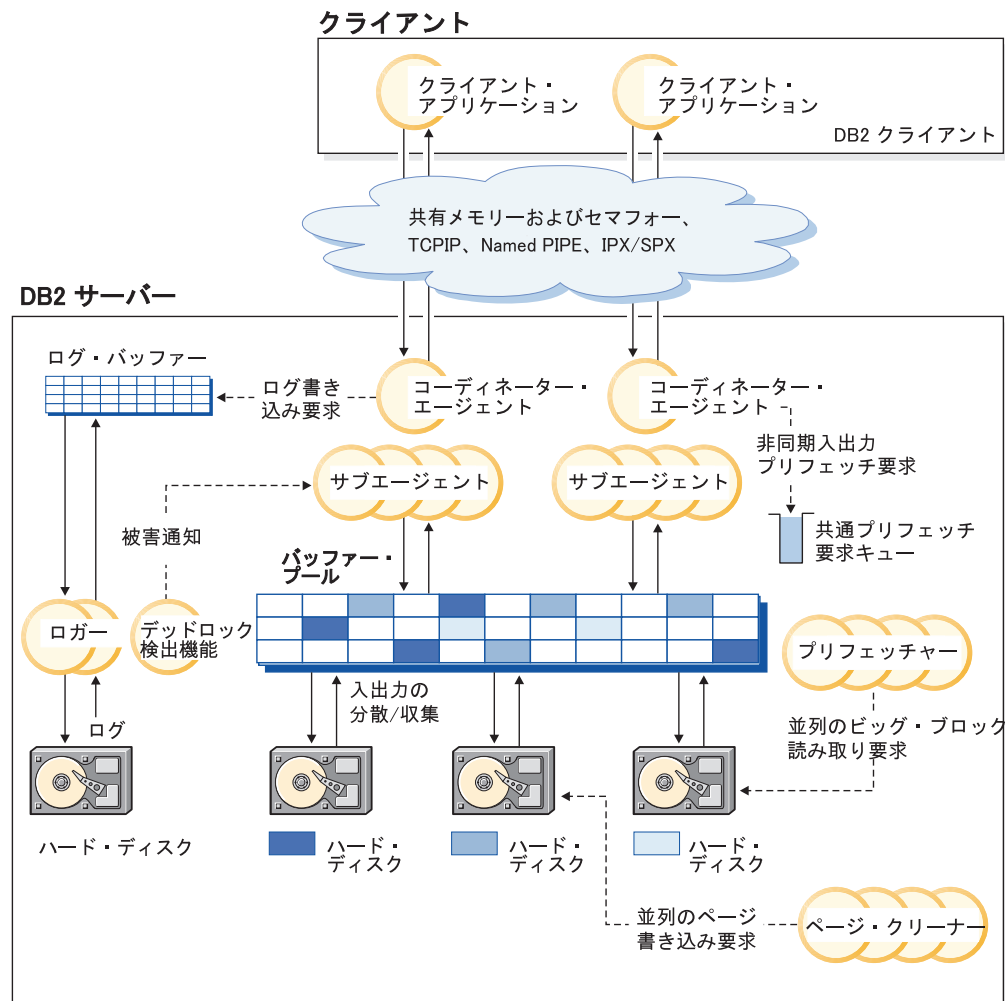 クライアント
クライアント・
アプリケーション
クライアント・
アプリケーション
DB2 クライアント
共有メモリーおよびセマフォー、
TCPIP、Named PIPE、IPX/SPX
DB2 サーバー
ログ・バッファー
ログ書き
込み要求
コーディネーター・
エージェント
コーディネーター・
エージェント
非同期入出力
プリフェッチ要求
サブエージェント
サブエージェント
被害通知
共通プリフェッチ
要求キュー
バッファー・
プール
ロガー
デッドロック
検出機能
プリフェッチャー
入出力の
分散/収集
ログ
並列のビッグ・ブロック
読み取り要求
ハード・ディスク
ハード・
ディスク
ハード・
ディスク
ハード・
ディスク
並列のページ
書き込み要求
ページ・クリーナー